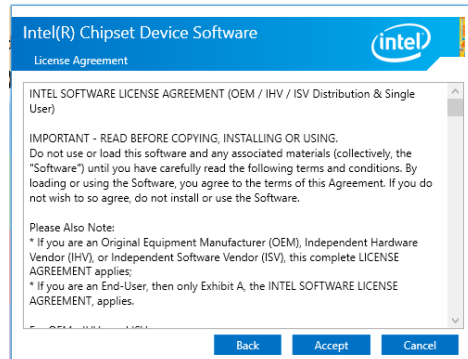 Intel(R) Chipset Device Software
intel
License Agreement
INTEL SOFTWARE LICENSE AGREEMENT (OEM / IHV / ISV Distribution & Single
User)
IMPORTANT - READ BEFORE COPYING, INSTALLING OR USING.
Do not use or load this software and any associated materials (collectively, the
"Software") until you have carefully read the following terms and conditions. By
loading or using the Software, you agree to the terms of this Agreement. If you do
not wish to so agree, do not install or use the Software.
Please Also Note:
* If you are an Original Equipment Manufacturer (OEM), Independent Hardware
Vendor (IHV), or Independent Software Vendor (ISV), this complete LICENSE
AGREEMENT applies;
* If you are an End-User, then only Exhibit A, the INTEL SOFTWARE LICENSE
AGREEMENT, applies.
Back Accept Cancel